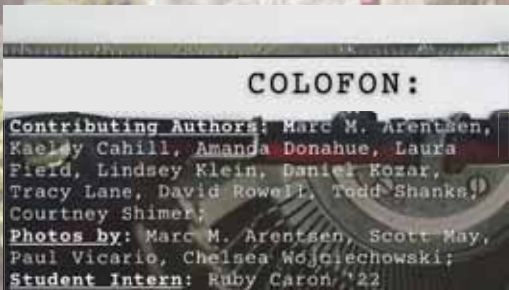 COLOFON:
Contributing Authors: Marc M. Arentsen,
Kaeley Cahill, Amanda Donahue, Laura
Field, Lindsey Klein, Daniel Kozar,
Tracy Lane, David Rowell, Todd Shanks,
Courtney Shimer;
Photos by: Marc M. Arentsen, Scott May,
Paul Vicario, Chelsea Wojciechowski;
Student Intern: Ruby Caron '22